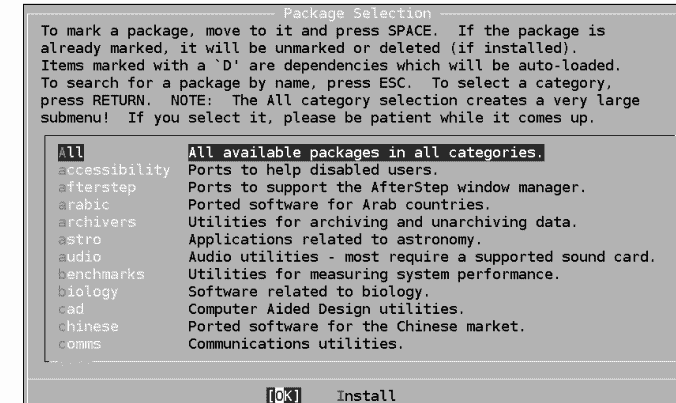 Package Selection
To mark a package, move to it and press SPACE.  If the package is
already marked, it will be unmarked or deleted (if installed).
Items marked with a `D' are dependencies which will be auto-loaded.
To search for a package by name, press ESC.  To select a category,
press RETURN.  NOTE:  The All category selection creates a very large
submenu!  If you select it, please be patient while it comes up.
All All available packages in all categories.
accessibility Ports to help disabled users.
afterstep Ports to support the AfterStep window manager.
arabic Ported software for Arab countries.
archivers Utilities for archiving and unarchiving data.
astro Applications related to astronomy.
audio Audio utilities - most require a supported sound card.
benchmarks Utilities for measuring system performance.
biology Software related to biology.
cad Computer Aided Design utilities.
chinese Ported software for the Chinese market.
comms Communications utilities.
[OK] Install